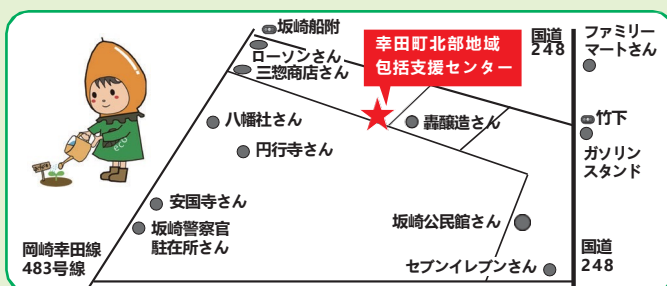 坂崎船附
ローソンさん
三惣商店さん
幸田町北部地域
包括支援センター
国道
248
ファミリー
マートさん
八幡社さん
轟醸造さん
竹下
円行寺さん
ガソリン
スタンド
eco
安国寺さん
坂崎警察官
駐在所さん
坂崎公民館さん
岡崎幸田線
483号線
セブンイレブンさん
国道
248